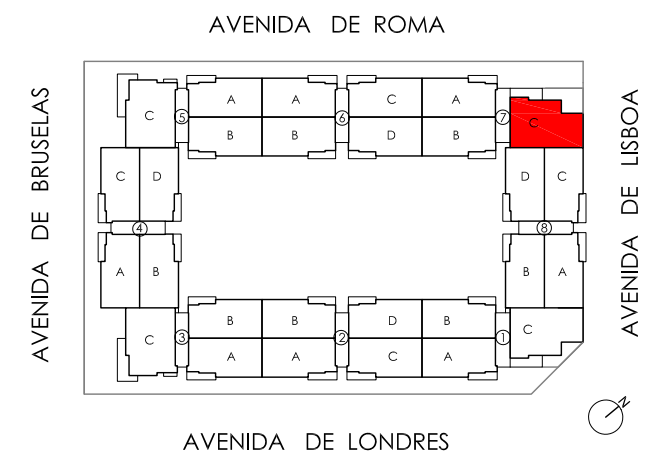 AVENIDA DE ROMA
AVENIDA DE BRUSELAS
AVENIDA DE LISBOA
A A C A
C 5 6 7 C
B B D B
C D D C
4 8
A B B A
B B D B
C 3 2 1 C
A A C A
N
AVENIDA DE LONDRES